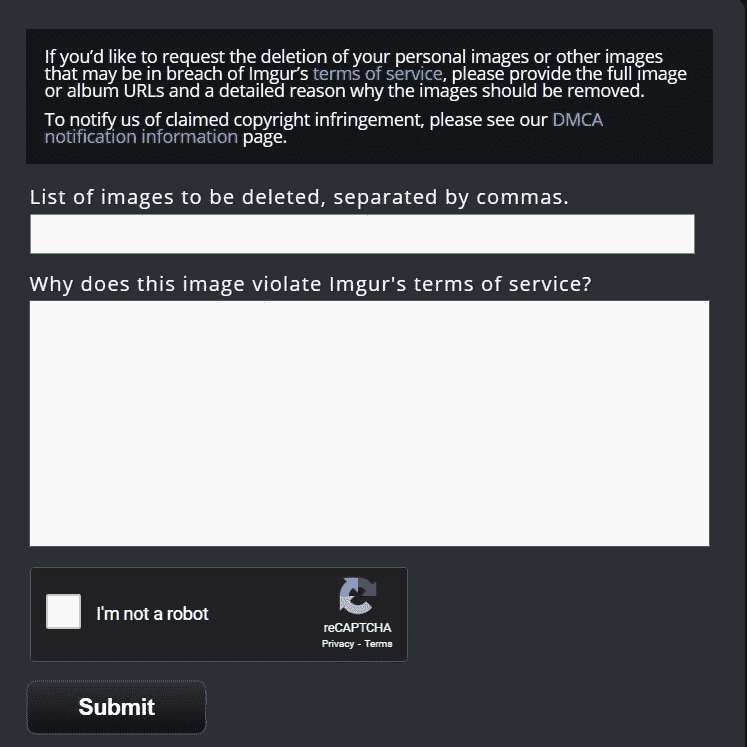 If you’d like to request the deletion of your personal images or other images
that may be in breach of Imgur’s terms of service, please provide the full image
or album URLs and a detailed reason why the images should be removed.
To notify us of claimed copyright infringement, please see our DMCA
notification information page.
List of images to be deleted, separated by commas.
Why does this image violate Imgur's terms of service?
I'm not a robot
reCAPTCHA
Privacy - Terms
Submit